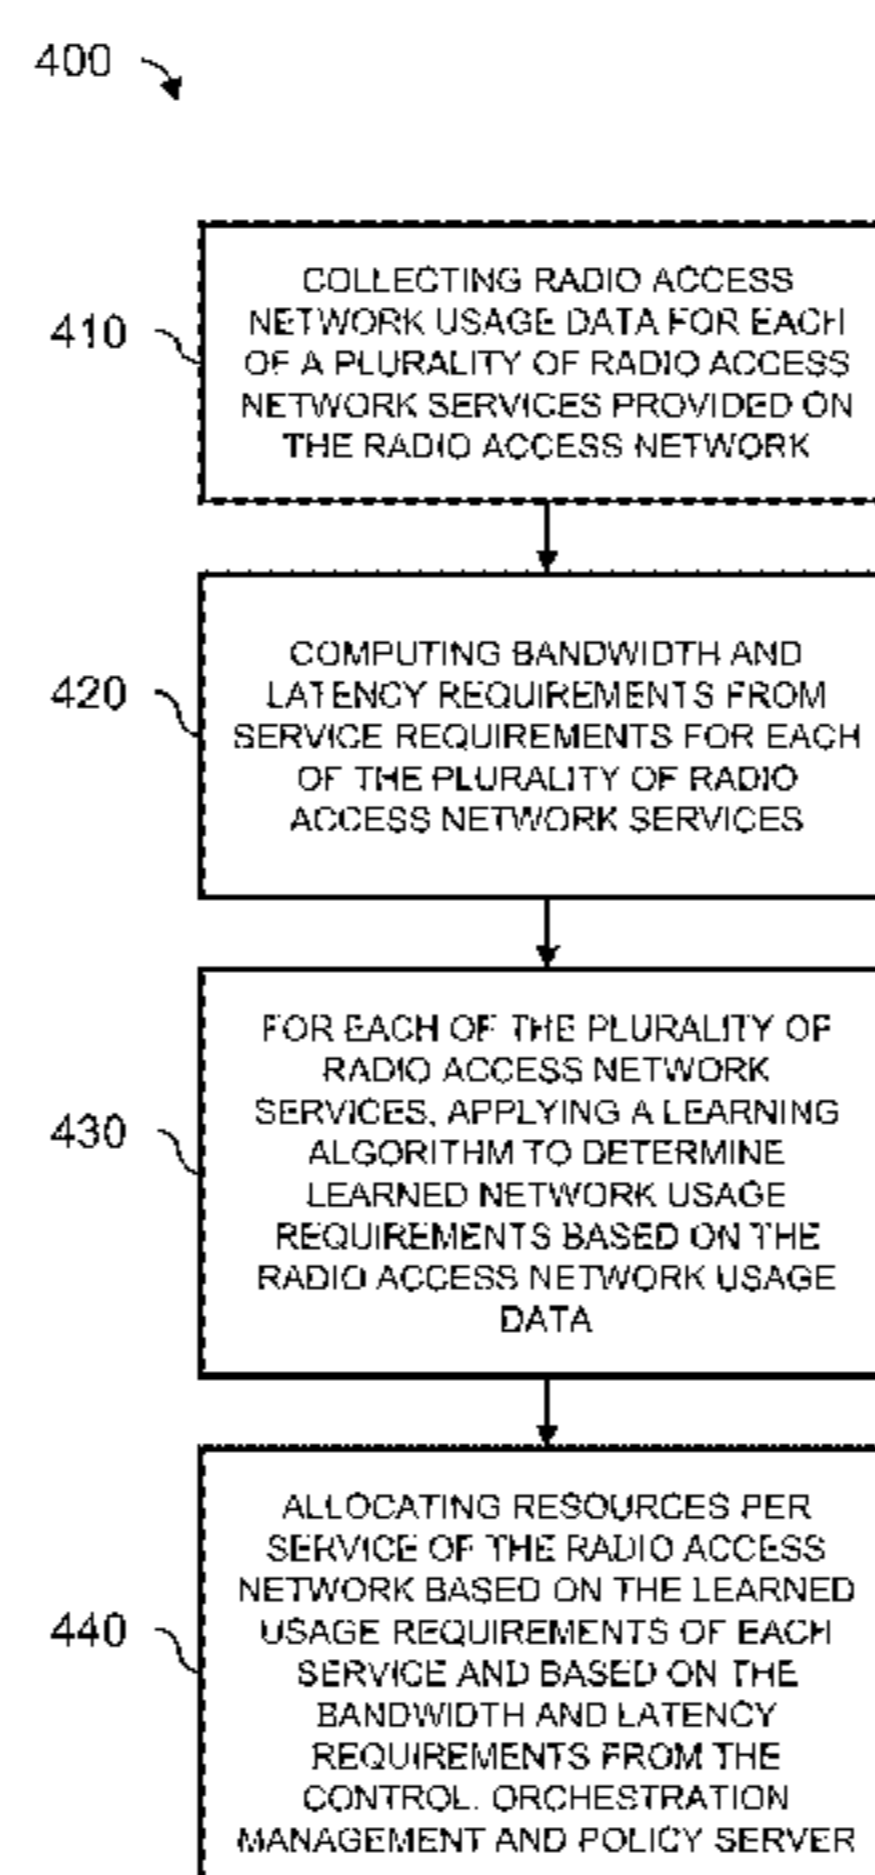 400
410
COLLECTING RADIO ACCESS
NETWORK USAGE DATA FOR EACH
OF A PLURALITY OF RADIO ACCESS
NETWORK SERVICES PROVIDED ON
THE RADIO ACCESS NETWORK
420
COMPUTING BANDWIDTH AND
LATENCY REQUIREMENTS FROM
SERVICE REQUIREMENTS FOR EACH
OF THE PLURALITY OF RADIO
ACCESS NETWORK SERVICES
430
FOR EACH OF THE PLURALITY OF
RADIO ACCESS NETWORK
SERVICES, APPLYING A LEARNING
ALGORITHM TO DETERMINE
LEARNED NETWORK USAGE
REQUIREMENTS BASED ON THE
RADIO ACCESS NETWORK USAGE
DATA
440
ALLOCATING RESOURCES PER
SERVICE OF THE RADIO ACCESS
NETWORK BASED ON THE LEARNED
USAGE REQUIREMENTS OF EACH
SERVICE AND BASED ON THE
BANDWIDTH AND LATENCY
REQUIREMENTS FROM THE
CONTROL, ORCHESTRATION
MANAGEMENT AND POLICY SERVER